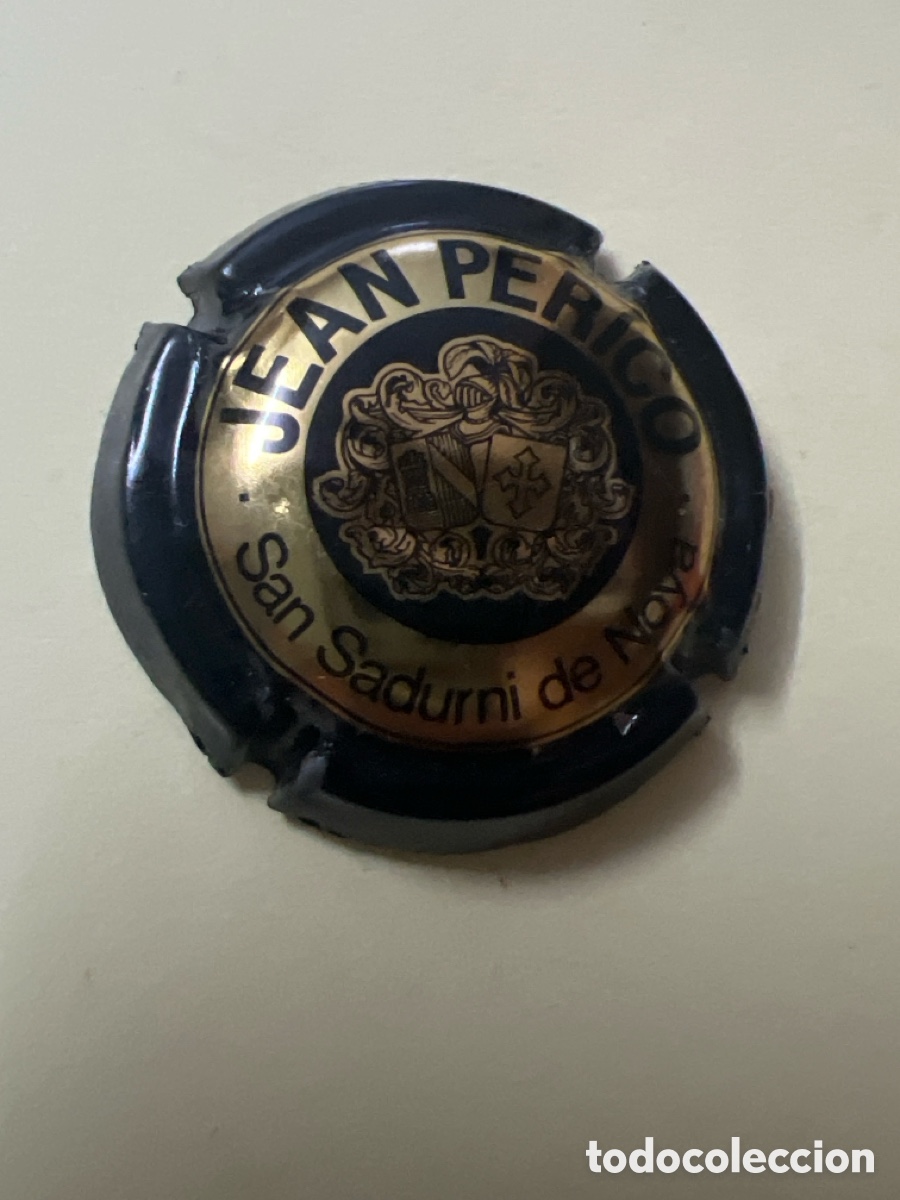 JEAN PERICO
· San Sadurni de Noya ·
todocoleccion